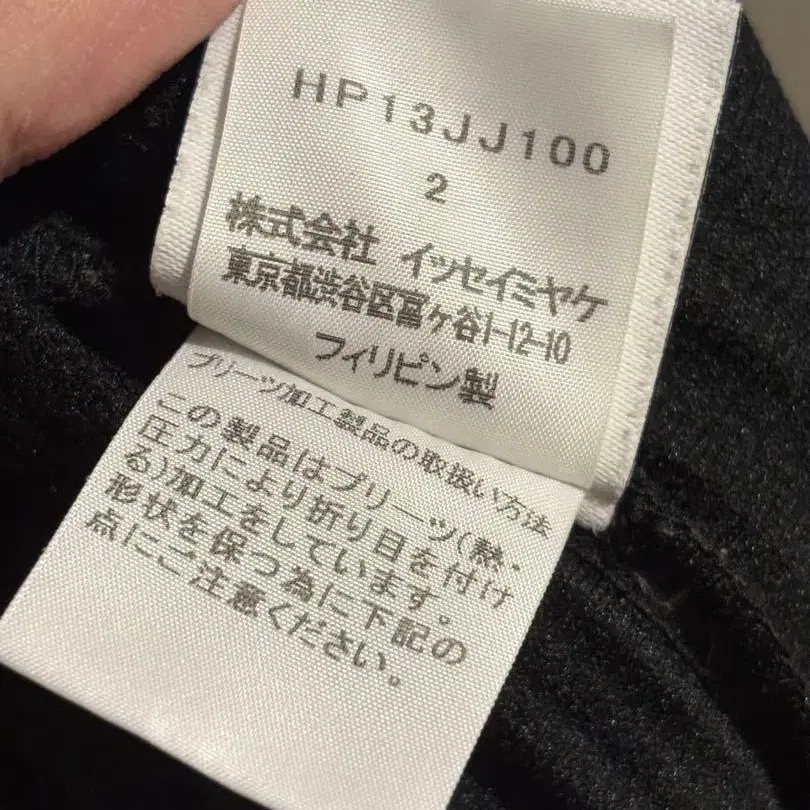 HP13JJ100
2
株式会社 イッセイミヤケ
東京都渋谷区富ヶ谷1-12-10
フィリピン製
プリーツ加工製品の取扱い方法
この製品はプリーツ(熱・
圧力により折り目を付け
る)加工をしています。
形状を保つ為に下記の
点にご注意ください。